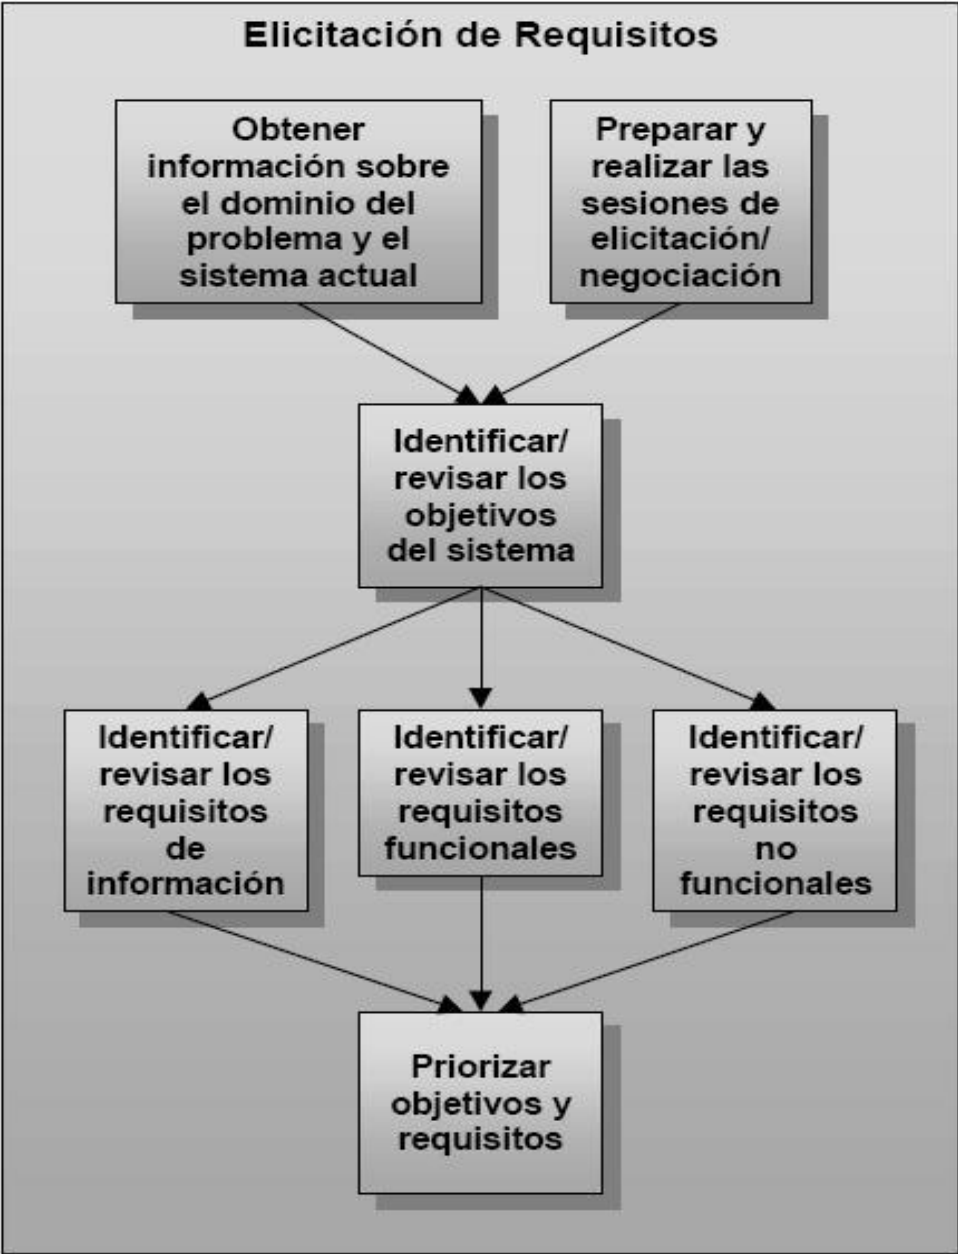 Elicitación de Requisitos
Obtener
información sobre
el dominio del
problema y el
sistema actual
Preparar y
realizar las
sesiones de
elicitación/
negociación
Identificar/
revisar los
objetivos
del sistema
Identificar/
revisar los
requisitos
de
información
Identificar/
revisar los
requisitos
funcionales
Identificar/
revisar los
requisitos
no
funcionales
Priorizar
objetivos y
requisitos